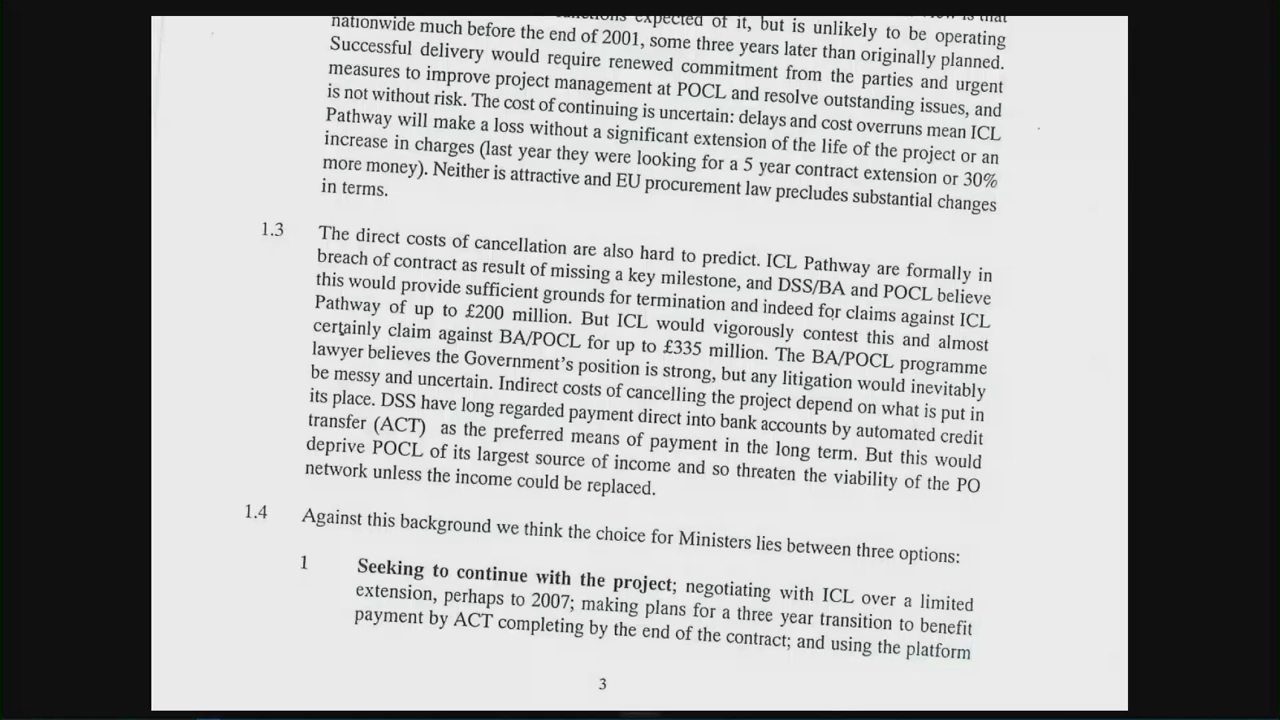 expected of it, but is unlikely to be operating
nationwide much before the end of 2001, some three years later than originally planned.
Successful delivery would require renewed commitment from the parties and urgent
measures to improve project management at POCL and resolve outstanding issues, and
is not without risk. The cost of continuing is uncertain: delays and cost overruns mean ICL
Pathway will make a loss without a significant extension of the life of the project or an
increase in charges (last year they were looking for a 5 year contract extension or 30%
more money). Neither is attractive and EU procurement law precludes substantial changes
in terms.
1.3 The direct costs of cancellation are also hard to predict. ICL Pathway are formally in
breach of contract as result of missing a key milestone, and DSS/BA and POCL believe
this would provide sufficient grounds for termination and indeed for claims against ICL
Pathway of up to £200 million. But ICL would vigorously contest this and almost
certainly claim against BA/POCL for up to £335 million. The BA/POCL programme
lawyer believes the Government's position is strong, but any litigation would inevitably
be messy and uncertain. Indirect costs of cancelling the project depend on what is put in
its place. DSS have long regarded payment direct into bank accounts by automated credit
transfer (ACT) as the preferred means of payment in the long term. But this would
deprive POCL of its largest source of income and so threaten the viability of the PO
network unless the income could be replaced.
1.4 Against this background we think the choice for Ministers lies between three options:
1 Seeking to continue with the project; negotiating with ICL over a limited
extension, perhaps to 2007; making plans for a three year transition to benefit
payment by ACT completing by the end of the contract; and using the platform
3